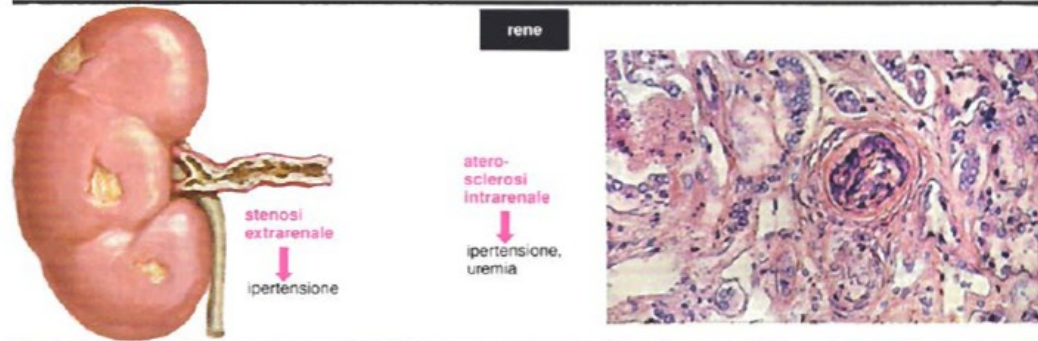 rene
stenosi
extrarenale
ipertensione
atero-
sclerosi
intrarenale
ipertensione,
uremia